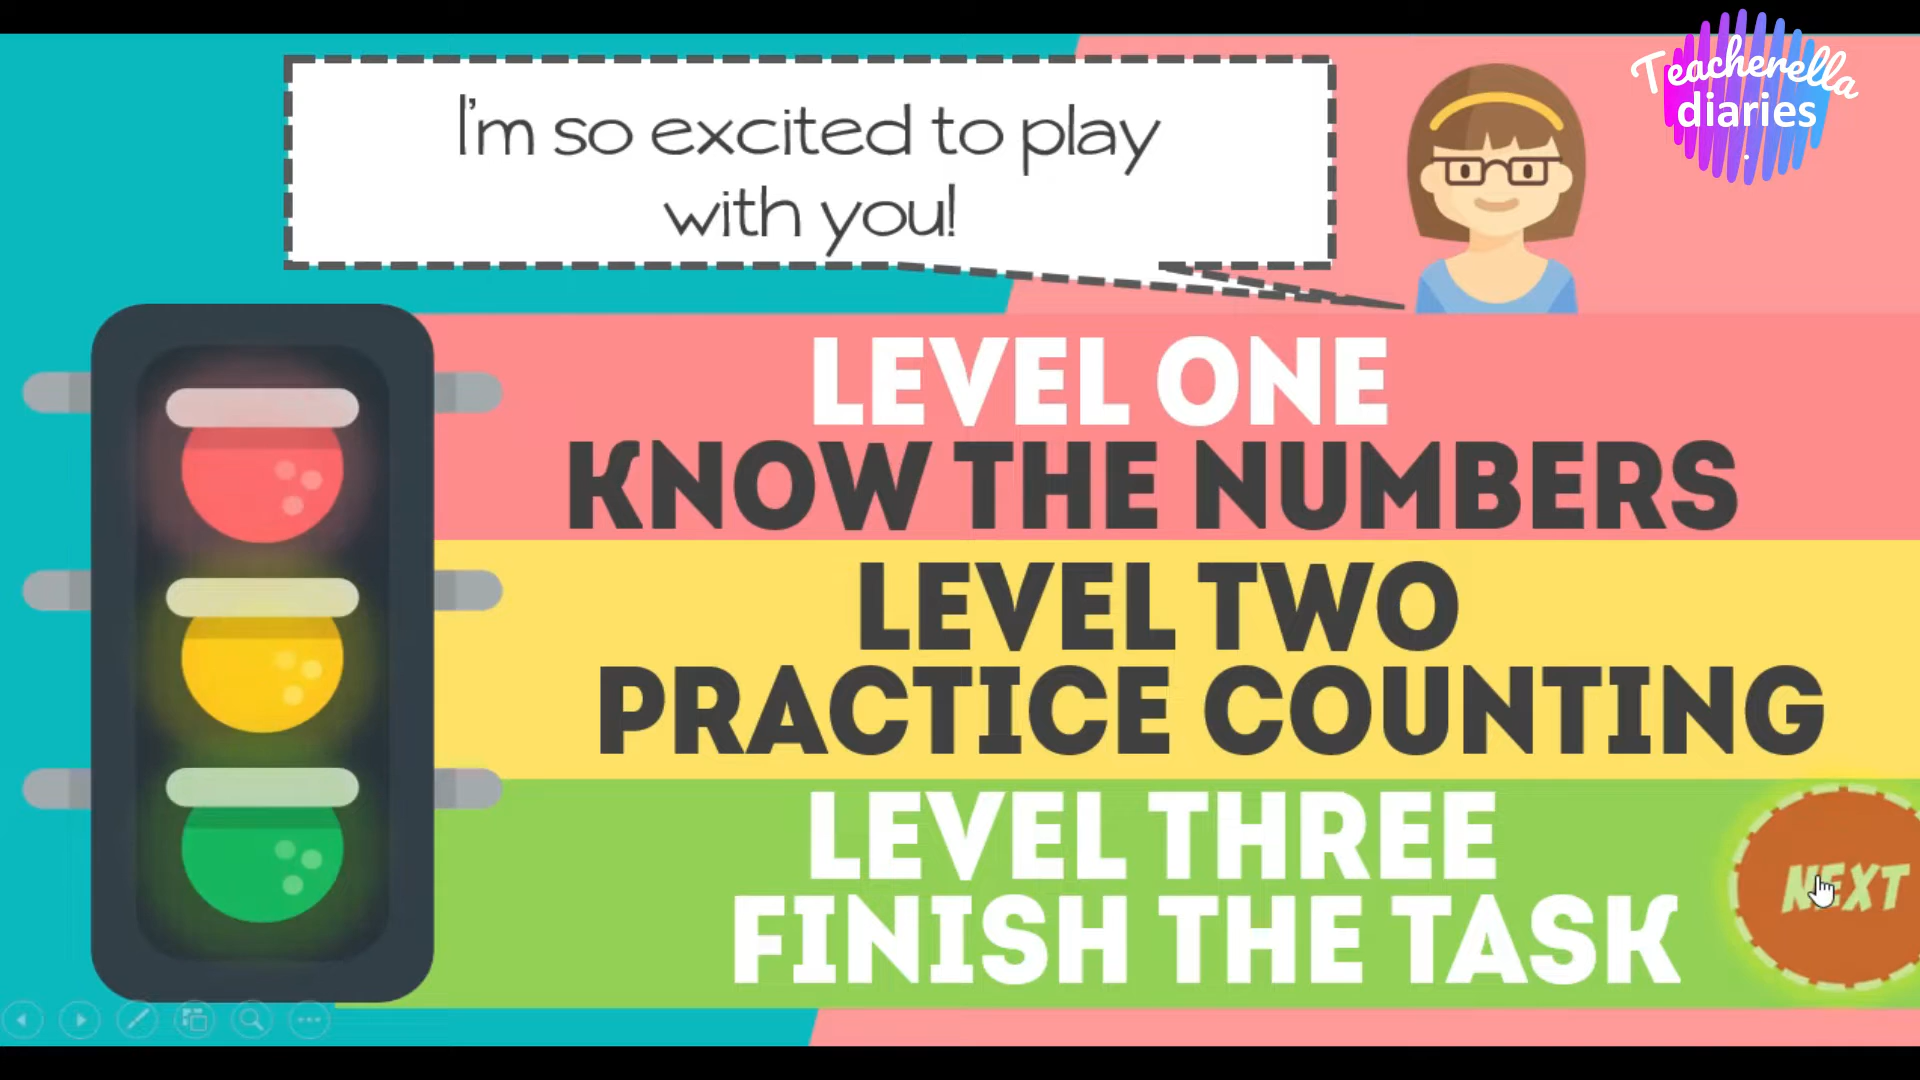 Teacherella
diaries
I'm so excited to play
with you!
LEVEL ONE
KNOW THE NUMBERS
LEVEL TWO
PRACTICE COUNTING
LEVEL THREE
FINISH THE TASK
NEXT